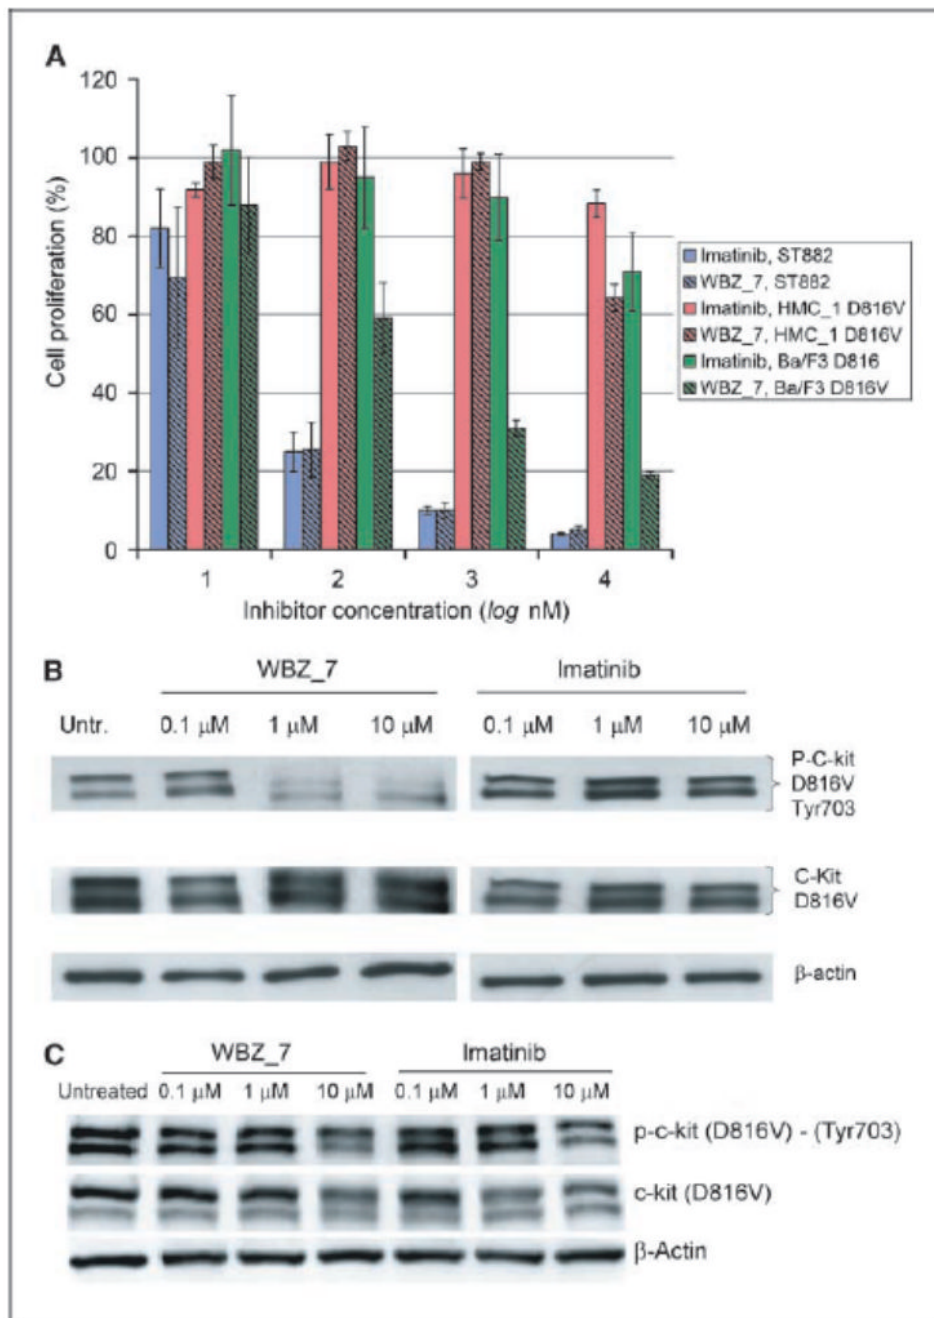 A
120
100
80
60
40
20
0
Cell proliferation (%)
1 2 3 4
Inhibitor concentration (log nM)
Imatinib, ST882
WBZ_7, ST882
Imatinib, HMC_1 D816V
WBZ_7, HMC_1 D816V
Imatinib, Ba/F3 D816
WBZ_7, Ba/F3 D816V
B
WBZ_7 Imatinib
Untr. 0.1 μM 1 μM 10 μM 0.1 μM 1 μM 10 μM
P-C-kit
D816V
Tyr703
C-Kit
D816V
β-actin
C
WBZ_7 Imatinib
Untreated 0.1 μM 1 μM 10 μM 0.1 μM 1 μM 10 μM
p-c-kit (D816V) - (Tyr703)
c-kit (D816V)
β-Actin